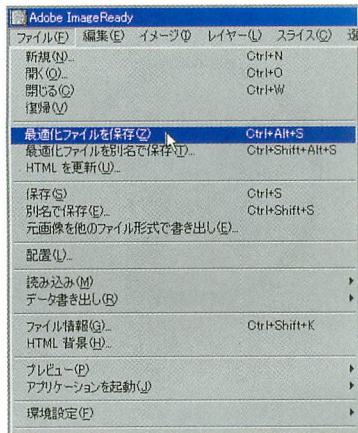 Adobe ImageReady
ファイル(F) 編集(E) イメージ(I) レイヤー(L) スライス(C) 選
新規(N)... Ctrl+N
開く(O)... Ctrl+O
閉じる(C) Ctrl+W
復帰(V)
最適化ファイルを保存(Z) Ctrl+Alt+S
最適化ファイルを別名で保存(T)... Ctrl+Shift+Alt+S
HTML を更新(U)...
保存(S) Ctrl+S
別名で保存(E)... Ctrl+Shift+S
元画像を他のファイル形式で書き出し(E)...
配置(L)...
読み込み(M)
データ書き出し(R)
ファイル情報(G)... Ctrl+Shift+K
HTML 背景(H)...
プレビュー(P)
アプリケーションを起動(J)
環境設定(F)